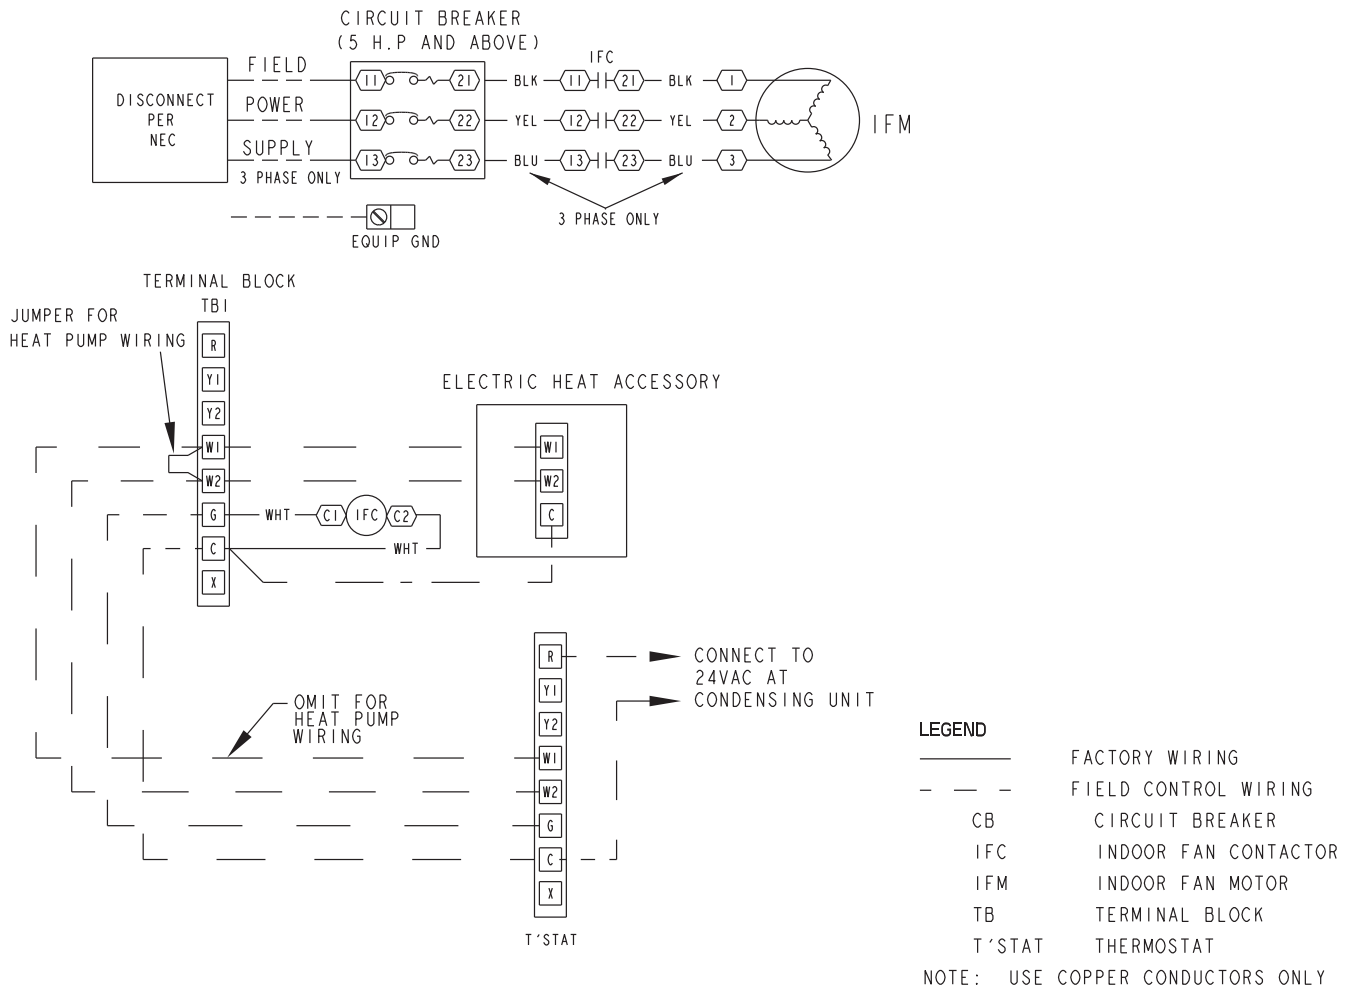 CIRCUIT BREAKER
(5 H.P AND ABOVE)
IFC
FIELD
11
21
BLK
11
21
BLK
1
DISCONNECT
PER
NEC
POWER
12
22
YEL
12
22
YEL
2
IFM
SUPPLY
13
23
BLU
13
23
BLU
3
3 PHASE ONLY
3 PHASE ONLY
EQUIP GND
TERMINAL BLOCK
TB1
JUMPER FOR
HEAT PUMP WIRING
R
Y1
Y2
W1
W2
G
C
X
WHT
C1
IFC
C2
WHT
ELECTRIC HEAT ACCESSORY
W1
W2
C
R
Y1
Y2
W1
W2
G
C
X
T'STAT
CONNECT TO
24VAC AT
CONDENSING UNIT
OMIT FOR
HEAT PUMP
WIRING
LEGEND
FACTORY WIRING
FIELD CONTROL WIRING
CB CIRCUIT BREAKER
IFC INDOOR FAN CONTACTOR
IFM INDOOR FAN MOTOR
TB TERMINAL BLOCK
T'STAT THERMOSTAT
NOTE: USE COPPER CONDUCTORS ONLY